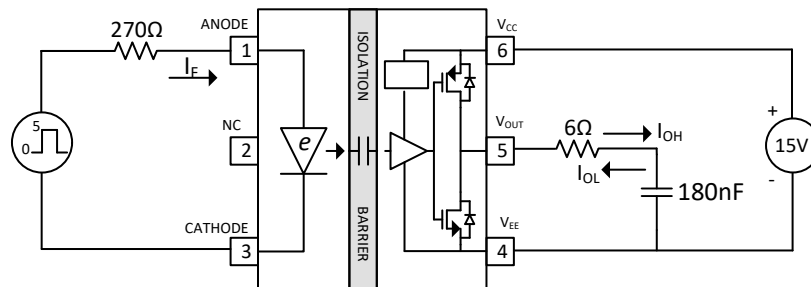 270Ω
ANODE
1
I_F
5
0
NC
2
CATHODE
3
e
ISOLATION
BARRIER
V_CC
6
V_OUT
5
6Ω
I_OH
I_OL
180nF
V_EE
4
+
15V
-